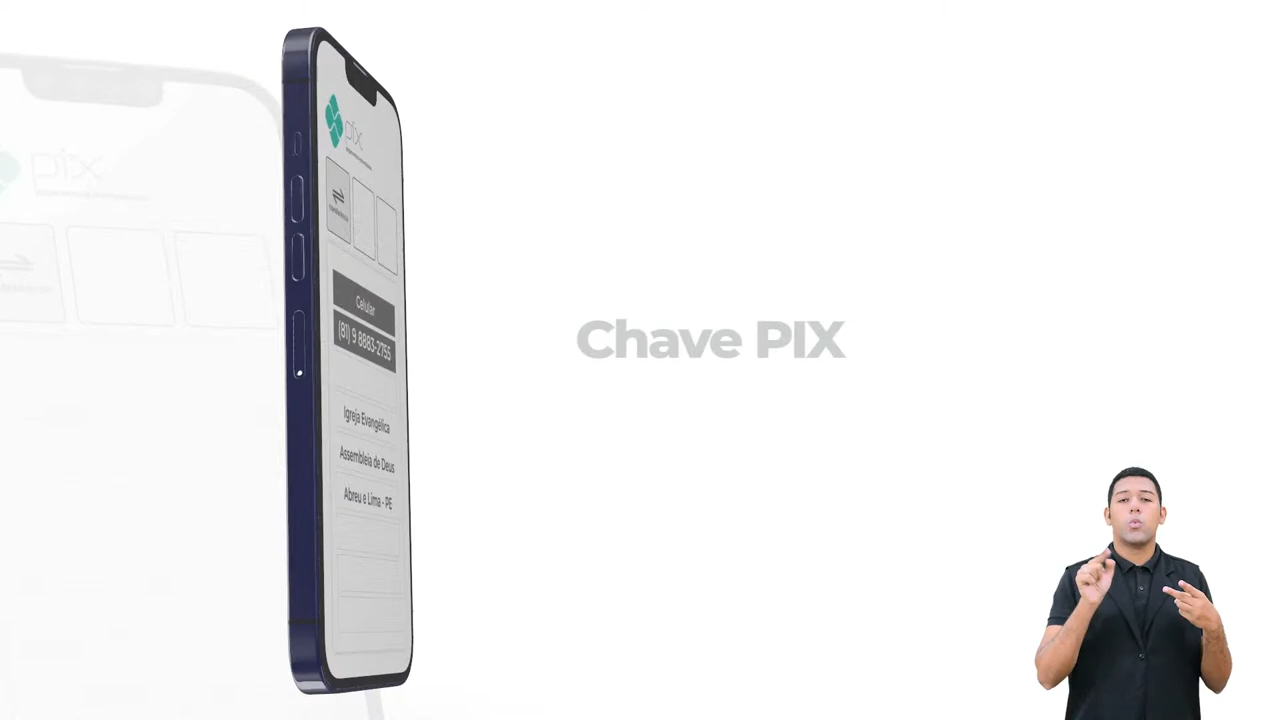 pix
Celular
(81) 9 8883-2755
Igreja Evangélica
Assembleia de Deus
Abreu e Lima - PE
Chave PIX